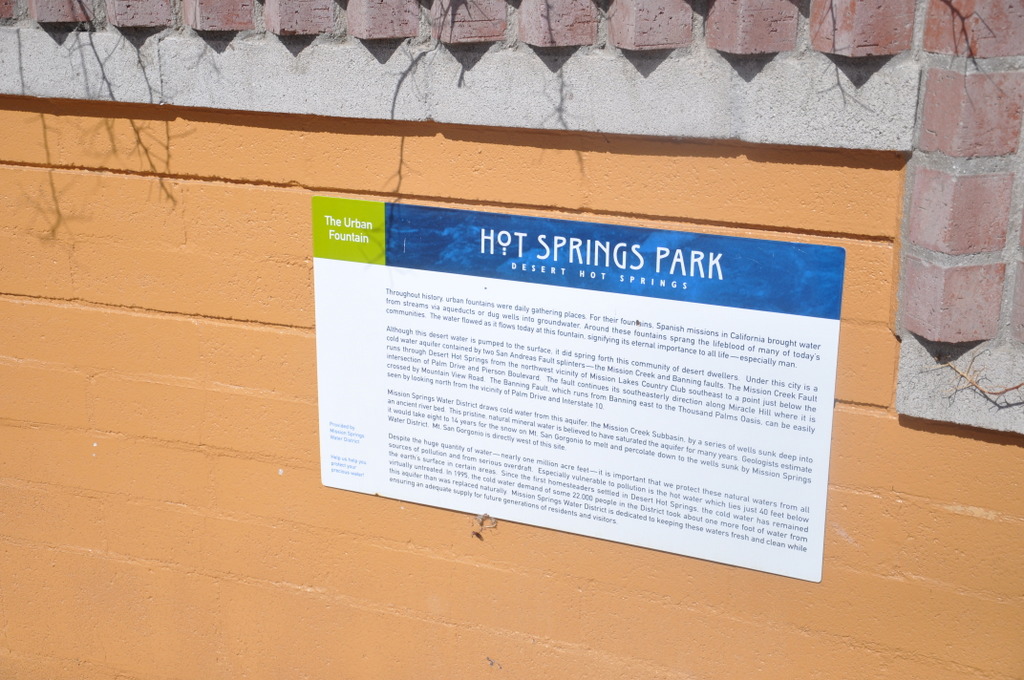 The Urban
Fountain
HOT SPRINGS PARK
DESERT HOT SPRINGS
Throughout history, urban fountains were daily gathering places. For their fountains, Spanish missions in California brought water
from streams via aqueducts or dug wells into groundwater. Around these fountains sprang the lifeblood of many of today's
communities. The water flowed as it flows today at this fountain, signifying its eternal importance to all life—especially man.
Although this desert water is pumped to the surface, it did spring forth this community of desert dwellers. Under this city is a
cold water aquifer contained by two San Andreas Fault splinters—the Mission Creek and Banning faults. The Mission Creek Fault
runs through Desert Hot Springs from the northwest vicinity of Mission Lakes Country Club southeast to a point just below the
intersection of Palm Drive and Pierson Boulevard. The fault continues its southeasterly direction along Miracle Hill where it is
crossed by Mountain View Road. The Banning Fault, which runs from Banning east to the Thousand Palms Oasis, can be easily
seen by looking north from the vicinity of Palm Drive and Interstate 10.
Mission Springs Water District draws cold water from this aquifer, the Mission Creek Subbasin, by a series of wells sunk deep into
an ancient river bed. This pristine, natural mineral water is believed to have saturated the aquifer for many years. Geologists estimate
it would take eight to 14 years for the snow on Mt. San Gorgonio to melt and percolate down to the wells sunk by Mission Springs
Water District. Mt. San Gorgonio is directly west of this site.
Despite the huge quantity of water—nearly one million acre feet—it is important that we protect these natural waters from all
sources of pollution and from serious overdraft. Especially vulnerable to pollution is the hot water which lies just 40 feet below
the earth's surface in certain areas. Since the first homesteaders settled in Desert Hot Springs, the cold water has remained
virtually untreated. In 1995, the cold water demand of some 22,000 people in the District took about one more foot of water from
this aquifer than was replaced naturally. Mission Springs Water District is dedicated to keeping these waters fresh and clean while
ensuring an adequate supply for future generations of residents and visitors.
Provided by
Mission Springs
Water District
Help us help you
protect your
precious water!